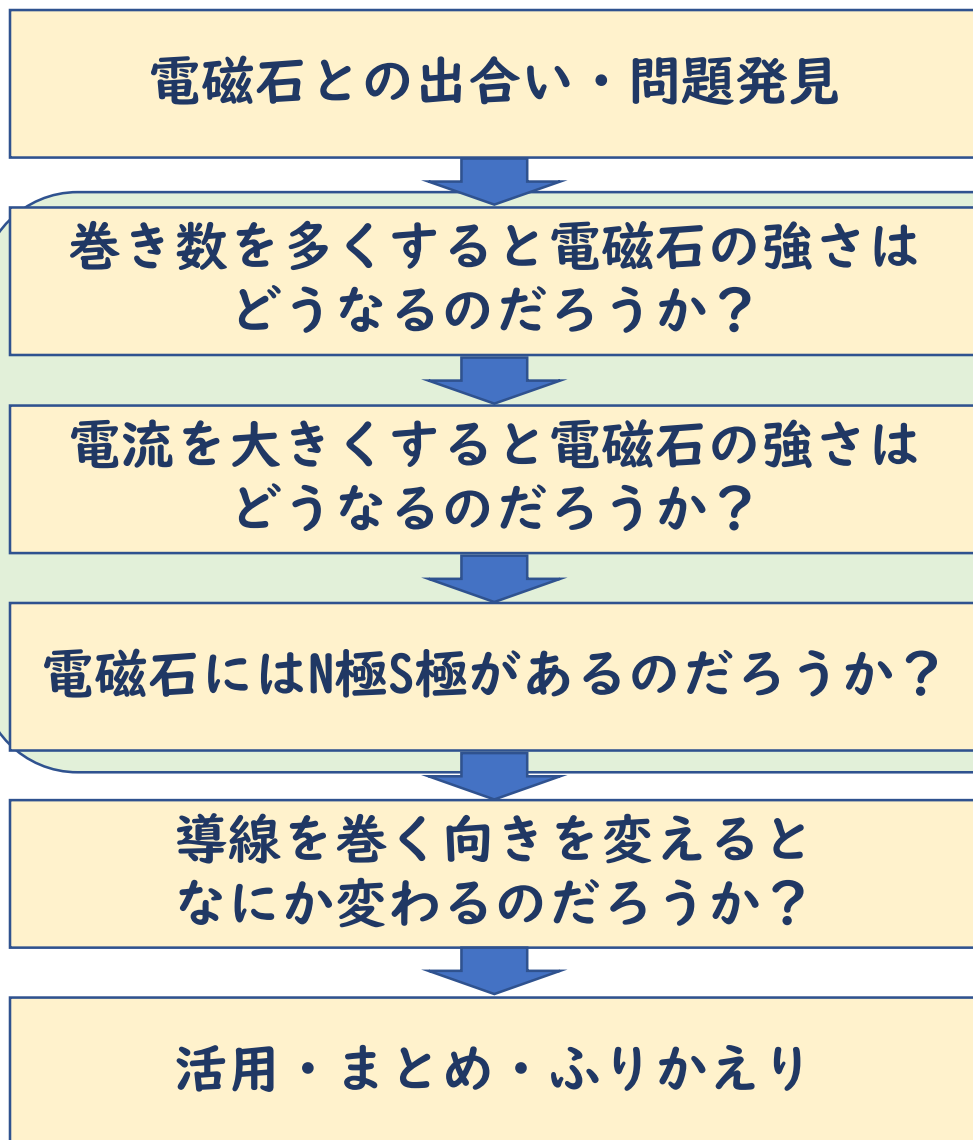 電磁石との出合い・問題発見
巻き数を多くすると電磁石の強さは
どうなるのだろうか？
電流を大きくすると電磁石の強さは
どうなるのだろうか？
電磁石にはN極S極があるのだろうか？
導線を巻く向きを変えると
なにか変わるのだろうか？
活用・まとめ・ふりかえり